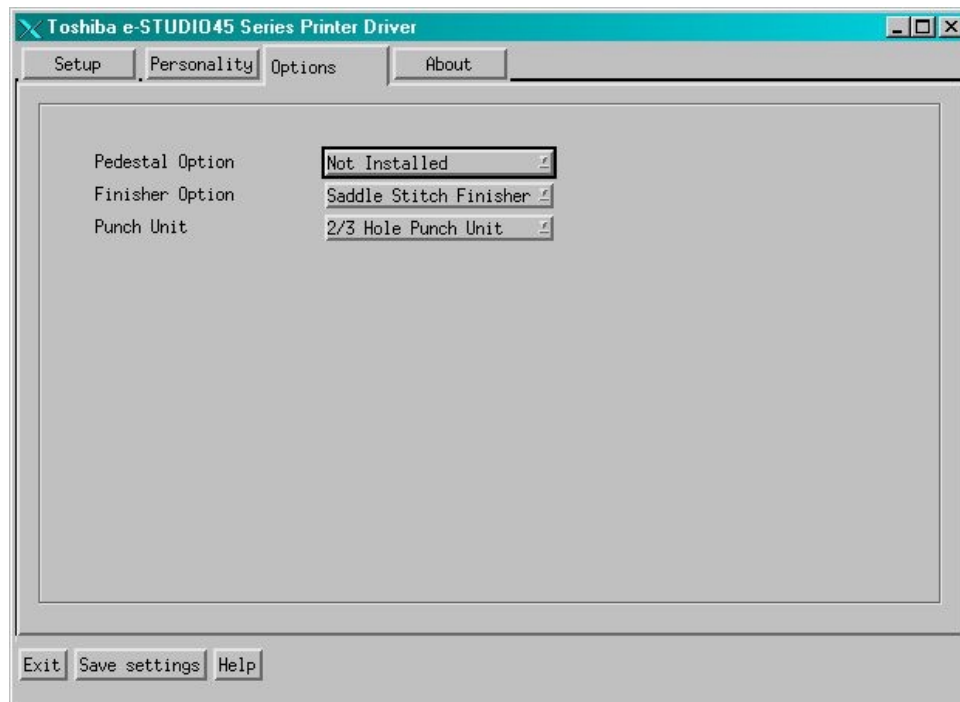 Toshiba e-STUDIO45 Series Printer Driver
Setup Personality Options About
Pedestal Option Not Installed
Finisher Option Saddle Stitch Finisher
Punch Unit 2/3 Hole Punch Unit
Exit Save settings Help